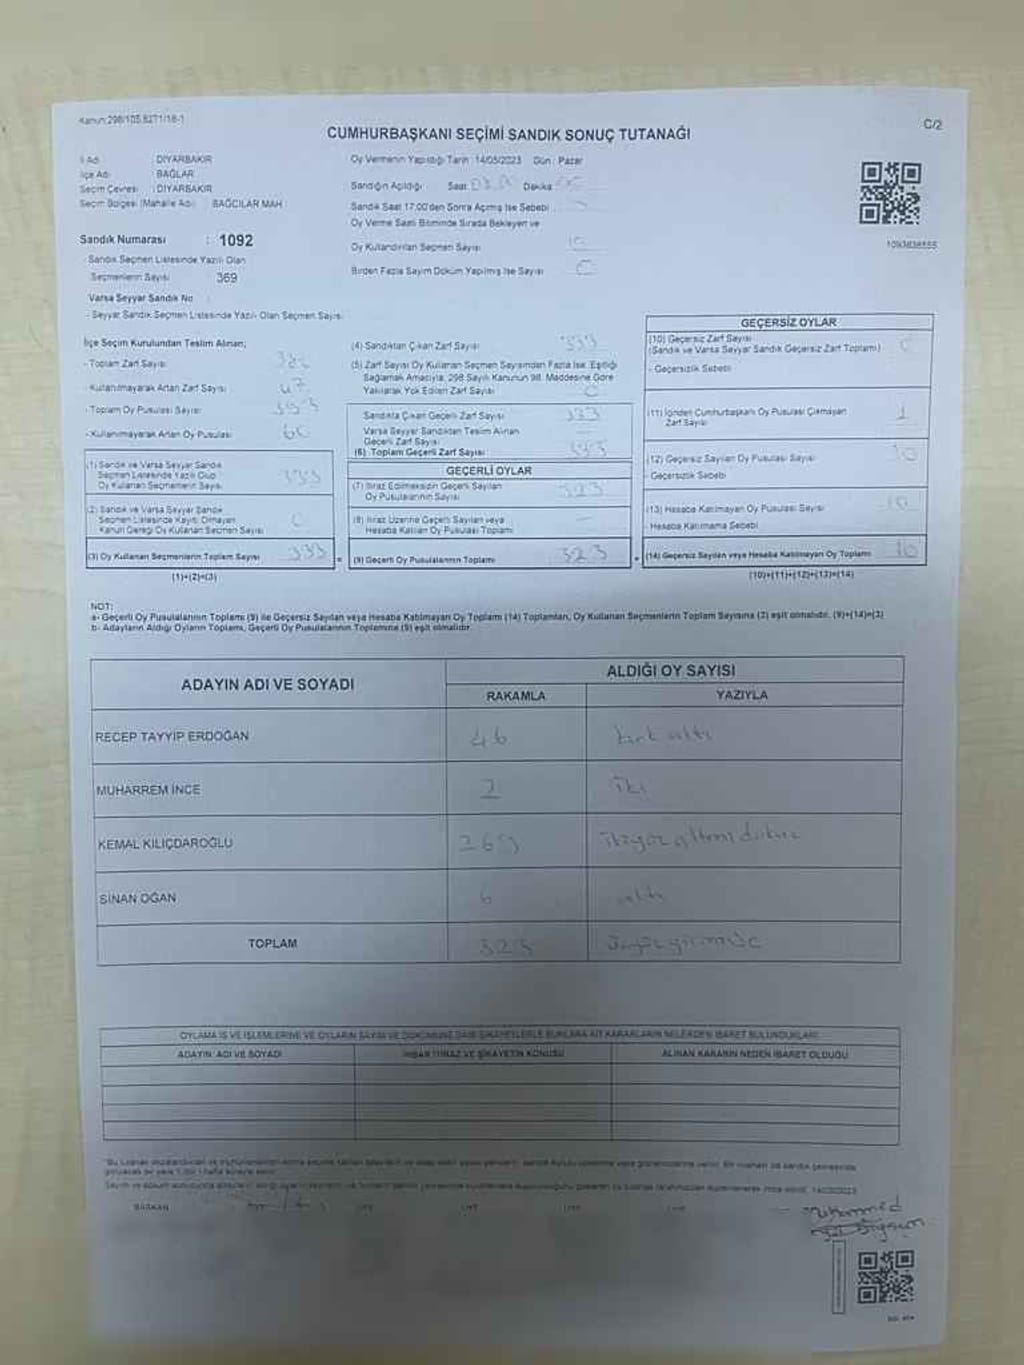 Kanun:298/105,6271/16-1
C/2
CUMHURBAŞKANI SEÇİMİ SANDIK SONUÇ TUTANAĞI
İl Adı : DİYARBAKIR
İlçe Adı : BAĞLAR
Seçim Çevresi : DİYARBAKIR
Seçim Bölgesi (Mahalle Adı) : BAĞCILAR MAH.
Sandık Numarası : 1092
Sandık Seçmen Listesinde Yazılı Olan
Seçmenlerin Sayısı 369
Varsa Seyyar Sandık No :
- Seyyar Sandık Seçmen Listesinde Yazılı Olan Seçmen Sayısı
Oy Vermenin Yapıldığı Tarih : 14/05/2023 Gün : Pazar
Sandığın Açıldığı Saat Dakika
Sandık Saat 17.00'den Sonra Açılmış İse Sebebi
Oy Verme Saati Bitiminde Sırada Bekleyen ve
Oy Kullandırılan Seçmen Sayısı
Birden Fazla Sayım Döküm Yapılmış İse Sayısı
İlçe Seçim Kurulundan Teslim Alınan;
- Toplam Zarf Sayısı
- Kullanılmayarak Artan Zarf Sayısı 47
- Toplam Oy Pusulası Sayısı 393
- Kullanılmayarak Artan Oy Pusulası 60
(1) Sandık ve Varsa Seyyar Sandık
Seçmen Listesinde Yazılı Olup
Oy Kullanan Seçmenlerin Sayısı 333
(2) Sandık ve Varsa Seyyar Sandık
Seçmen Listesinde Kayıtlı Olmayan
Kanun Gereği Oy Kullanan Seçmen Sayısı
(3) Oy Kullanan Seçmenlerin Toplam Sayısı 333 =
(1)+(2)=(3)
(4) Sandıktan Çıkan Zarf Sayısı 333
(5) Zarf Sayısı Oy Kullanan Seçmen Sayısından Fazla İse, Eşitliği
Sağlamak Amacıyla, 298 Sayılı Kanunun 98. Maddesine Göre
Yakılarak Yok Edilen Zarf Sayısı
Sandıkta Çıkan Geçerli Zarf Sayısı 333
Varsa Seyyar Sandıktan Teslim Alınan
Geçerli Zarf Sayısı
(6) Toplam Geçerli Zarf Sayısı 333
GEÇERLİ OYLAR
(7) İtiraz Edilmeksizin Geçerli Sayılan
Oy Pusulalarının Sayısı 323
(8) İtiraz Üzerine Geçerli Sayılan veya
Hesaba Katılan Oy Pusulası Toplamı
(9) Geçerli Oy Pusulalarının Toplamı 323 +
GEÇERSİZ OYLAR
(10) Geçersiz Zarf Sayısı
(Sandık ve Varsa Seyyar Sandık Geçersiz Zarf Toplamı)
- Geçersizlik Sebebi
(11) İçinden Cumhurbaşkanı Oy Pusulası Çıkmayan
Zarf Sayısı 1
(12) Geçersiz Sayılan Oy Pusulası Sayısı 10
- Geçersizlik Sebebi
(13) Hesaba Katılmayan Oy Pusulası Sayısı
- Hesaba Katılmama Sebebi
(14) Geçersiz Sayılan veya Hesaba Katılmayan Oy Toplamı 10
(10)+(11)+(12)+(13)=(14)
NOT:
a- Geçerli Oy Pusulalarının Toplamı (9) ile Geçersiz Sayılan veya Hesaba Katılmayan Oy Toplamı (14) Toplamları, Oy Kullanan Seçmenlerin Toplam Sayısına (3) eşit olmalıdır. (9)+(14)=(3)
b- Adayların Aldığı Oyların Toplamı, Geçerli Oy Pusulalarının Toplamına (9) eşit olmalıdır.
ADAYIN ADI VE SOYADI
ALDIĞI OY SAYISI
RAKAMLA YAZIYLA
RECEP TAYYİP ERDOĞAN 46 kırk altı
MUHARREM İNCE 2 iki
KEMAL KILIÇDAROĞLU 269 ikiyüz altmış dokuz
SİNAN OĞAN 6 altı
TOPLAM 323 üçyüzyirmiüç
OYLAMA İŞ VE İŞLEMLERİNE VE OYLARIN SAYIM VE DÖKÜMÜNE DAİR ŞİKAYETLERLE BUNLARA AİT KARARLARIN NELERDEN İBARET BULUNDUKLARI
ADAYIN ADI VE SOYADI
İHBAR İTİRAZ VE ŞİKAYETİN KONUSU
ALINAN KARARIN NEDEN İBARET OLDUĞU
BAŞKAN
Muhammed